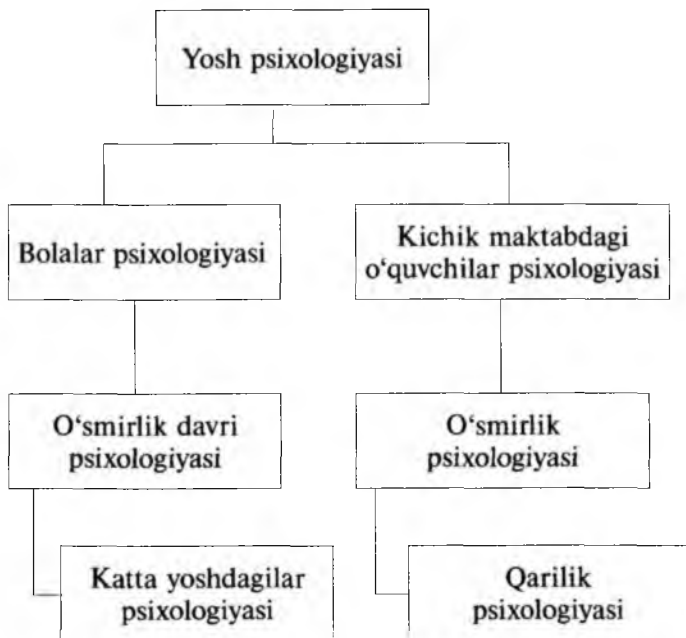 Yosh psixologiyasi
Bolalar psixologiyasi
Kichik maktabdagi
o‘quvchilar psixologiyasi
O‘smirlik davri
psixologiyasi
O‘smirlik
psixologiyasi
Katta yoshdagilar
psixologiyasi
Qarilik
psixologiyasi